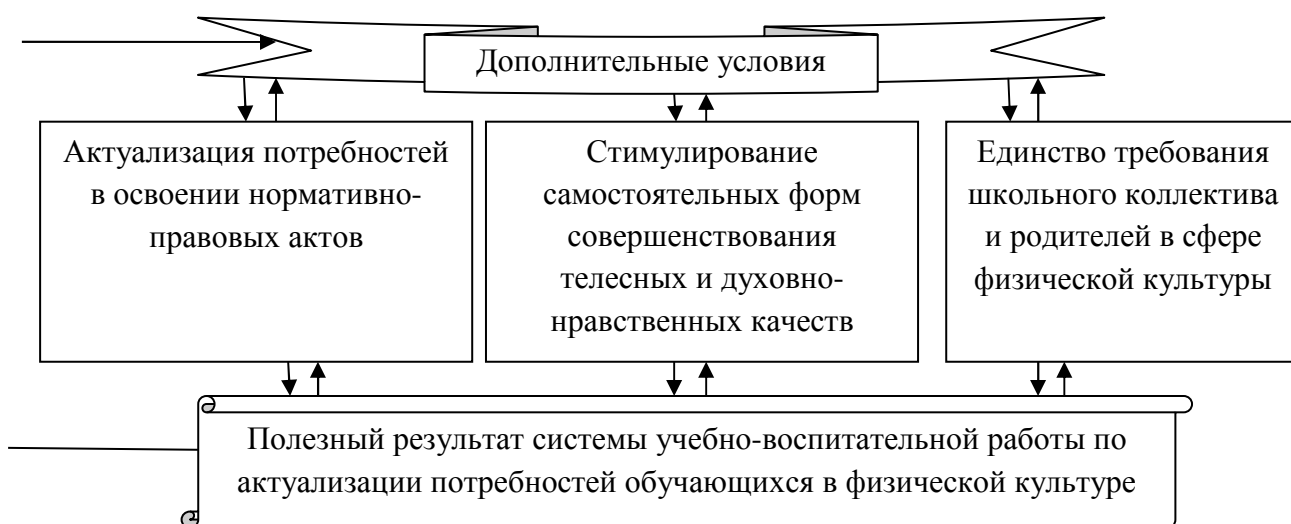 Дополнительные условия
Актуализация потребностей
в освоении нормативно-
правовых актов
Стимулирование
самостоятельных форм
совершенствования
телесных и духовно-
нравственных качеств
Единство требования
школьного коллектива
и родителей в сфере
физической культуры
Полезный результат системы учебно-воспитательной работы по
актуализации потребностей обучающихся в физической культуре